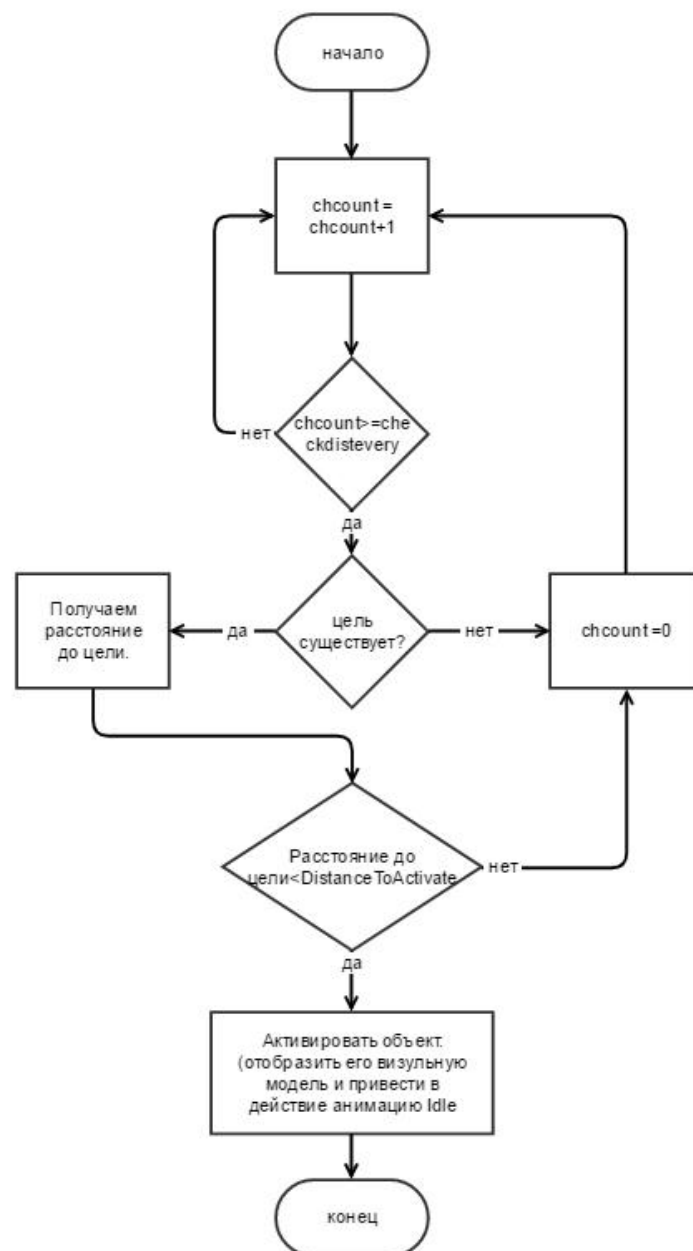 начало
chcount =
chcount+1
нет
chcount>=che
ckdistevery
да
Получаем
расстояние
до цели.
да
цель
существует?
нет
chcount =0
Расстояние до
цели<DistanceToActivate
нет
да
Активировать объект.
(отобразить его визульную
модель и привести в
действие анимацию Idle
конец